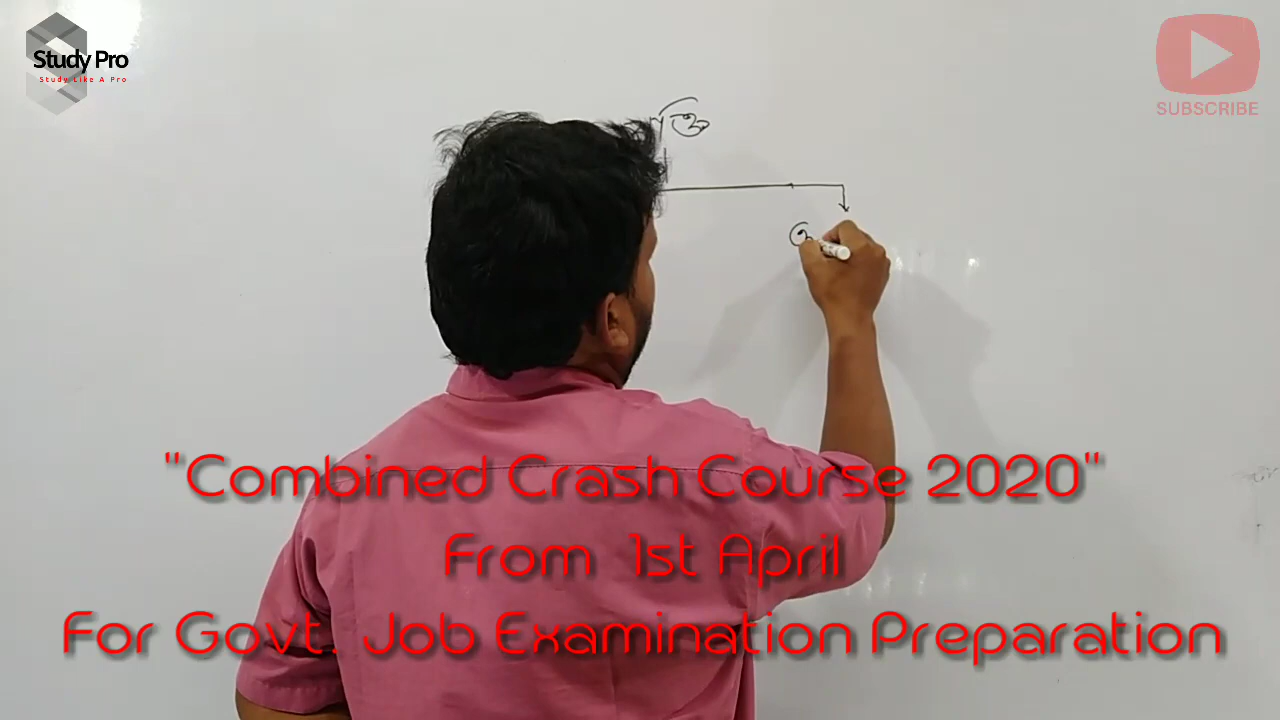 Study Pro
Study Like A Pro
SUBSCRIBE
"Combined Crash Course 2020"
From 1st April
For Govt. Job Examination Preparation